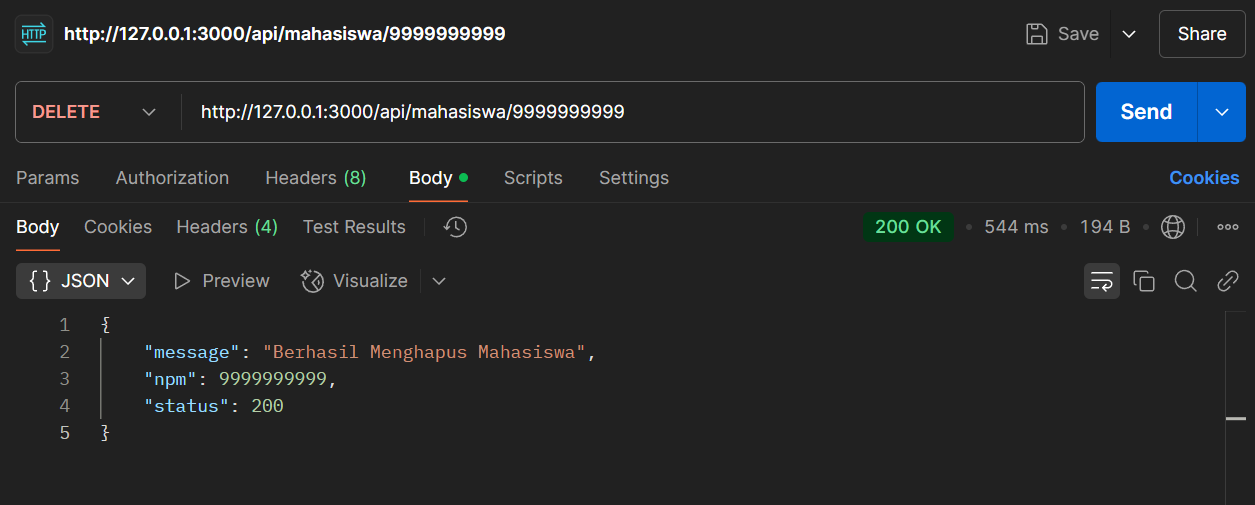 HTTP http://127.0.0.1:3000/api/mahasiswa/9999999999 Save Share
DELETE http://127.0.0.1:3000/api/mahasiswa/9999999999 Send
Params Authorization Headers (8) Body Scripts Settings Cookies
Body Cookies Headers (4) Test Results 200 OK 544 ms 194 B
{} JSON Preview Visualize
1 {
2 "message": "Berhasil Menghapus Mahasiswa",
3 "npm": 9999999999,
4 "status": 200
5 }